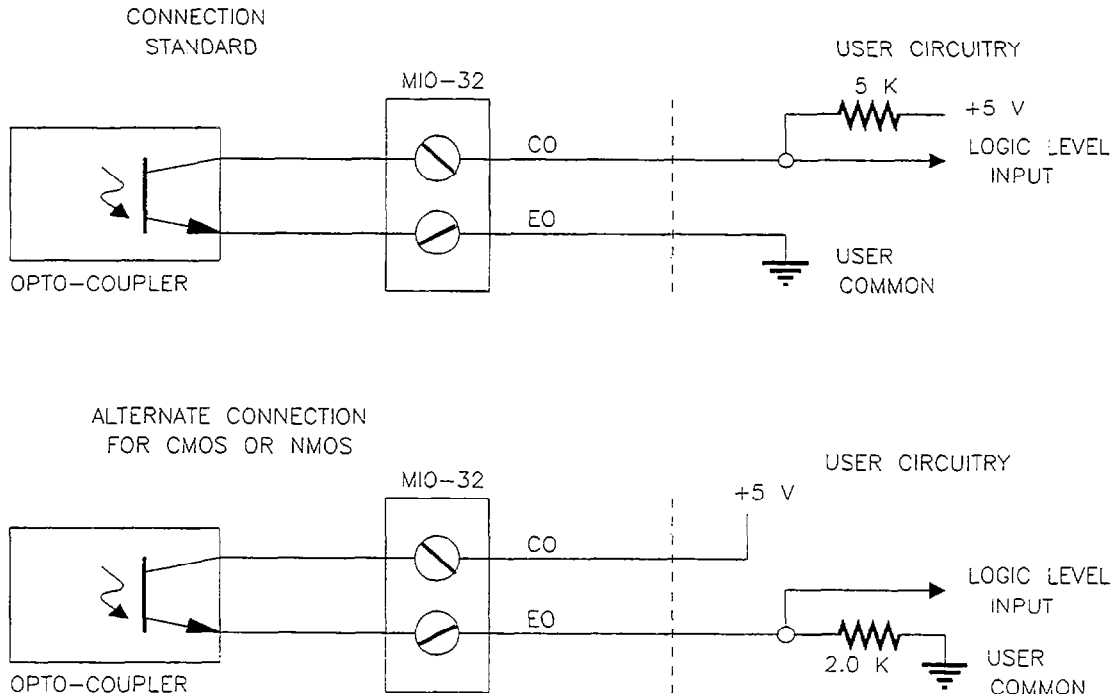 CONNECTION
STANDARD
USER CIRCUITRY
MIO-32
5 K
+5 V
CO
LOGIC LEVEL
INPUT
EO
USER
COMMON
OPTO-COUPLER
ALTERNATE CONNECTION
FOR CMOS OR NMOS
USER CIRCUITRY
MIO-32
+5 V
CO
LOGIC LEVEL
INPUT
EO
2.0 K
USER
COMMON
OPTO-COUPLER